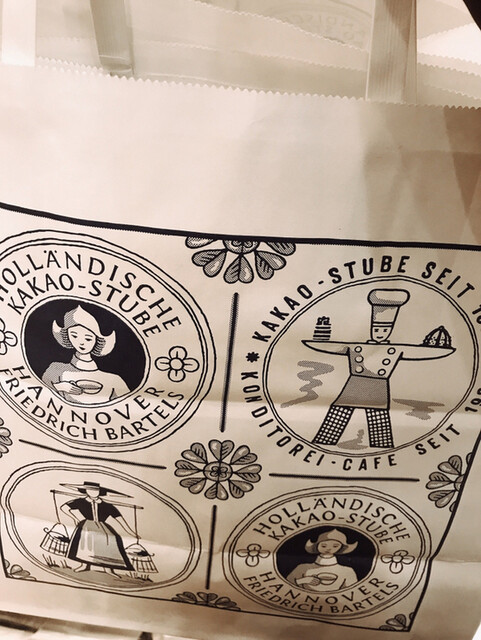 HOLLÄNDISCHE
KAKAO-STUBE
HANNOVER
FRIEDRICH BARTELS
KAKAO-STUBE SEIT
KONDITOREI-CAFE SEIT
HOLLÄNDISCHE
KAKAO-STUBE
HANNOVER
FRIEDRICH BARTELS